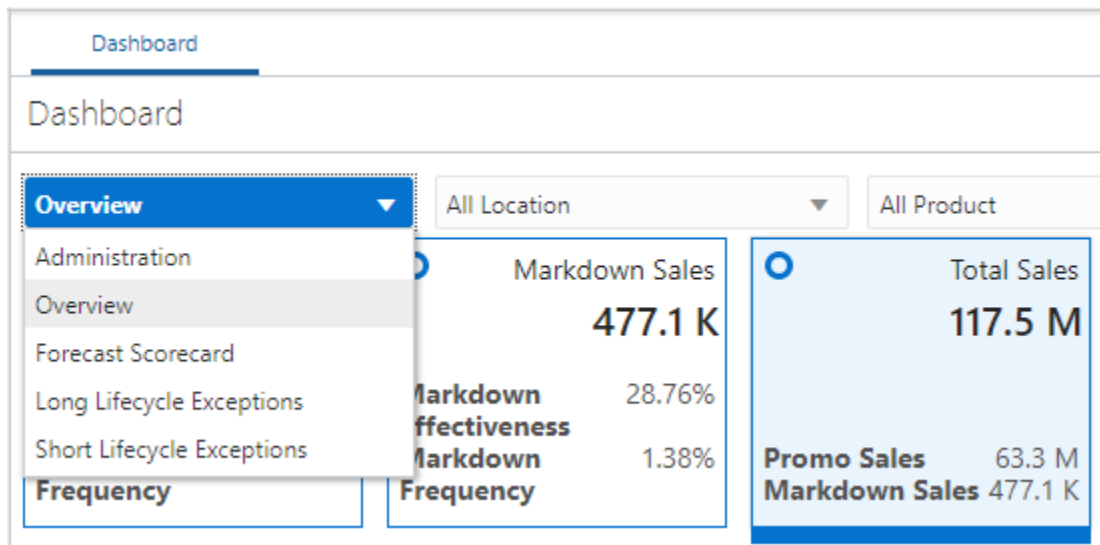 Dashboard
Dashboard
Overview
All Location
All Product
Administration
Overview
Forecast Scorecard
Long Lifecycle Exceptions
Short Lifecycle Exceptions
Frequency
Markdown Sales
477.1 K
Markdown 28.76%
Effectiveness
Markdown 1.38%
Frequency
Total Sales
117.5 M
Promo Sales 63.3 M
Markdown Sales 477.1 K